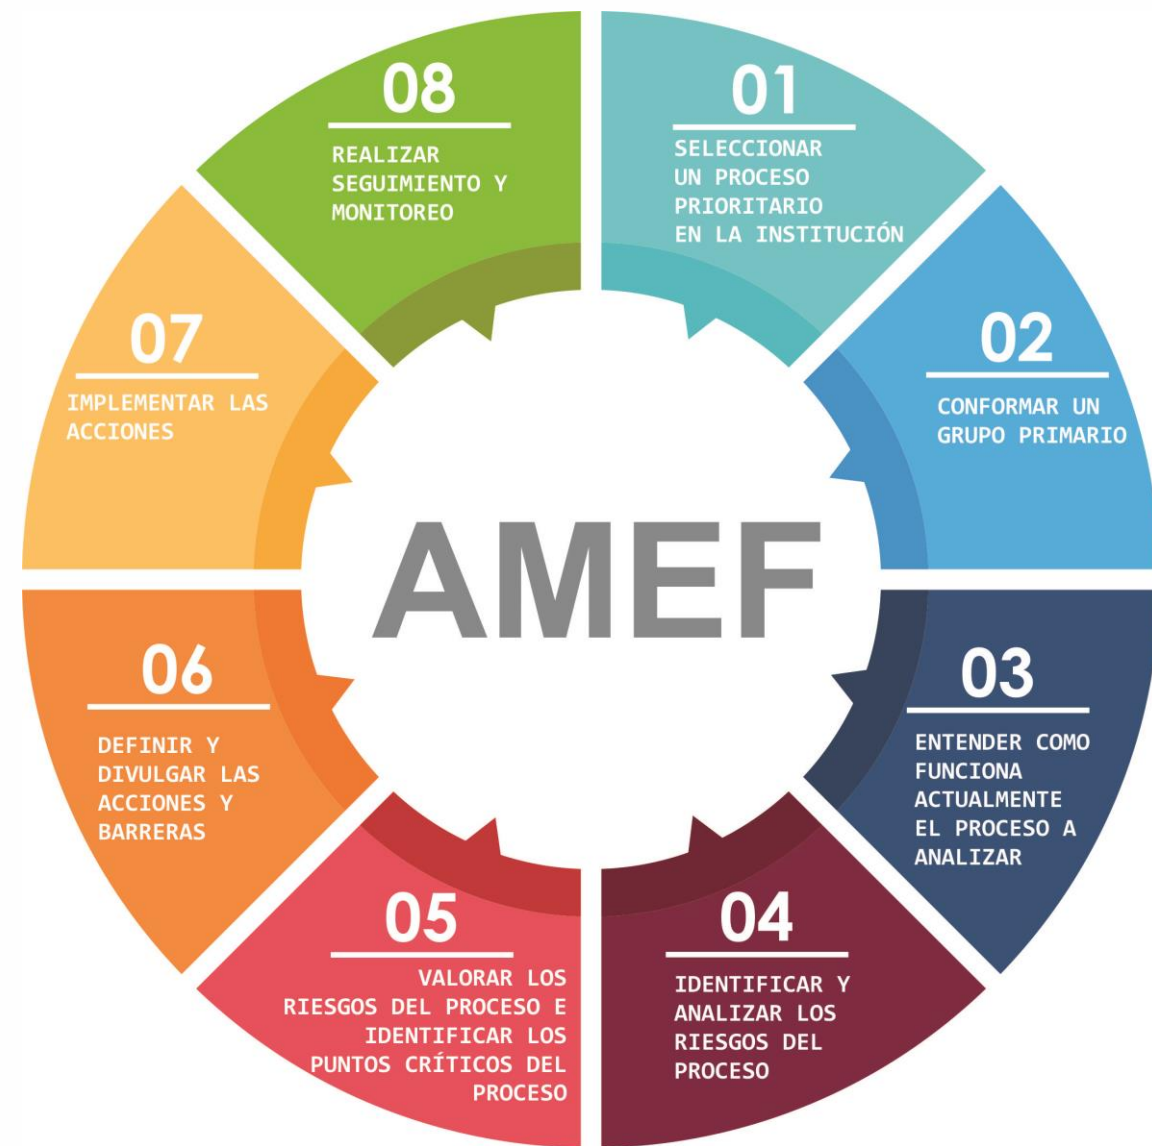 AMEF
01
SELECCIONAR
UN PROCESO
PRIORITARIO
EN LA INSTITUCIÓN
02
CONFORMAR UN
GRUPO PRIMARIO
03
ENTENDER COMO
FUNCIONA
ACTUALMENTE
EL PROCESO A
ANALIZAR
04
IDENTIFICAR Y
ANALIZAR LOS
RIESGOS DEL
PROCESO
05
VALORAR LOS
RIESGOS DEL PROCESO E
IDENTIFICAR LOS
PUNTOS CRÍTICOS DEL
PROCESO
06
DEFINIR Y
DIVULGAR LAS
ACCIONES Y
BARRERAS
07
IMPLEMENTAR LAS
ACCIONES
08
REALIZAR
SEGUIMIENTO Y
MONITOREO